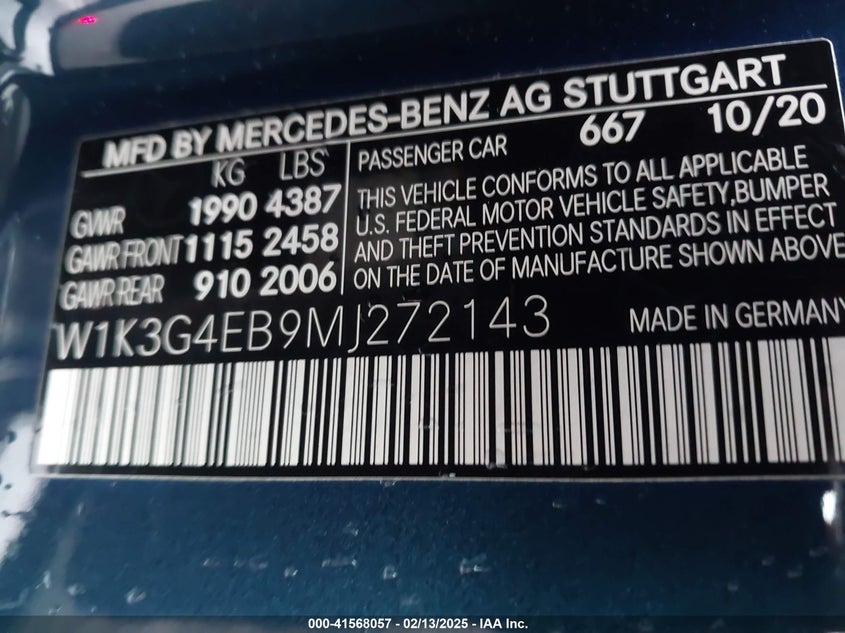 MFD BY MERCEDES-BENZ AG STUTTGART
KG LBS
GVWR 1990 4387
GAWR FRONT 1115 2458
GAWR REAR 910 2006
PASSENGER CAR 667 10/20
THIS VEHICLE CONFORMS TO ALL APPLICABLE
U.S. FEDERAL MOTOR VEHICLE SAFETY,BUMPER
AND THEFT PREVENTION STANDARDS IN EFFECT
ON THE DATE OF MANUFACTURE SHOWN ABOVE
W1K3G4EB9MJ272143 MADE IN GERMANY
000-41568057 - 02/13/2025 - IAA Inc.